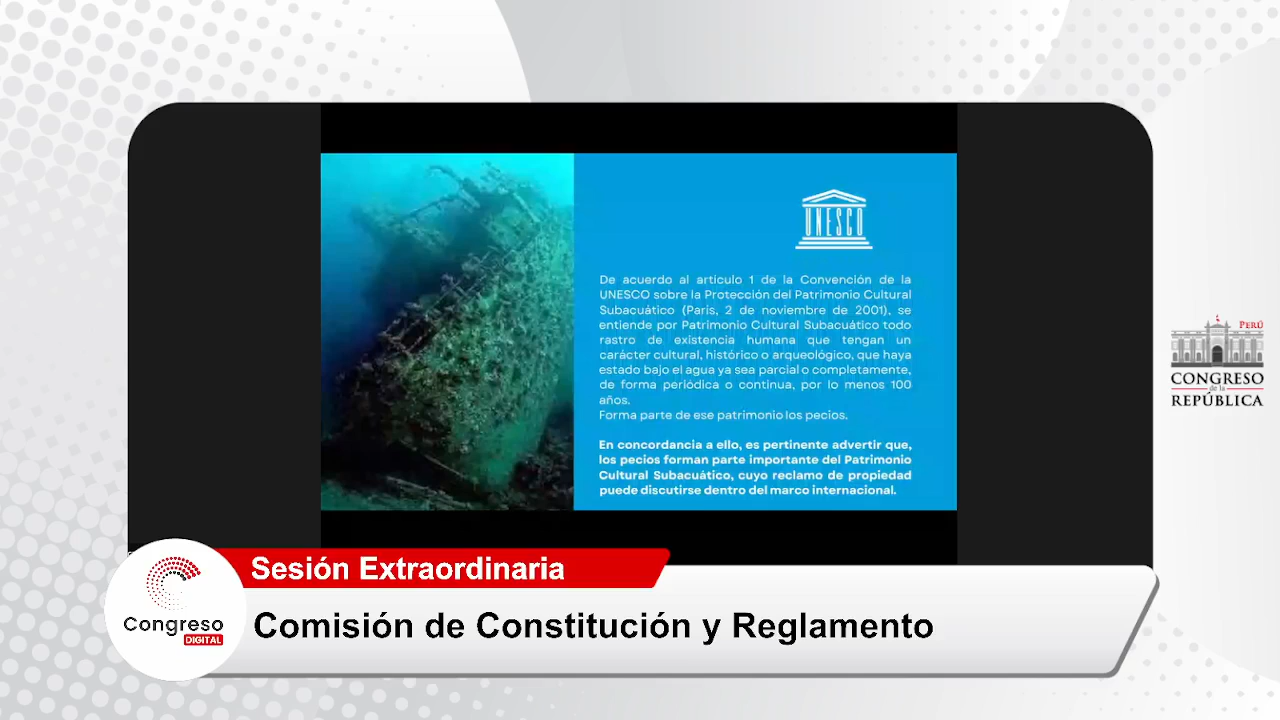 UNESCO
De acuerdo al artículo 1 de la Convención de la
UNESCO sobre la Protección del Patrimonio Cultural
Subacuático (Paris, 2 de noviembre de 2001), se
entiende por Patrimonio Cultural Subacuático todo
rastro de existencia humana que tengan un
carácter cultural, histórico o arqueológico, que haya
estado bajo el agua ya sea parcial o completamente,
de forma periódica o continua, por lo menos 100
años.
Forma parte de ese patrimonio los pecios.
En concordancia a ello, es pertinente advertir que,
los pecios forman parte importante del Patrimonio
Cultural Subacuático, cuyo reclamo de propiedad
puede discutirse dentro del marco internacional.
PERÚ
CONGRESO
de la
REPÚBLICA
Sesión Extraordinaria
Congreso
DIGITAL
Comisión de Constitución y Reglamento